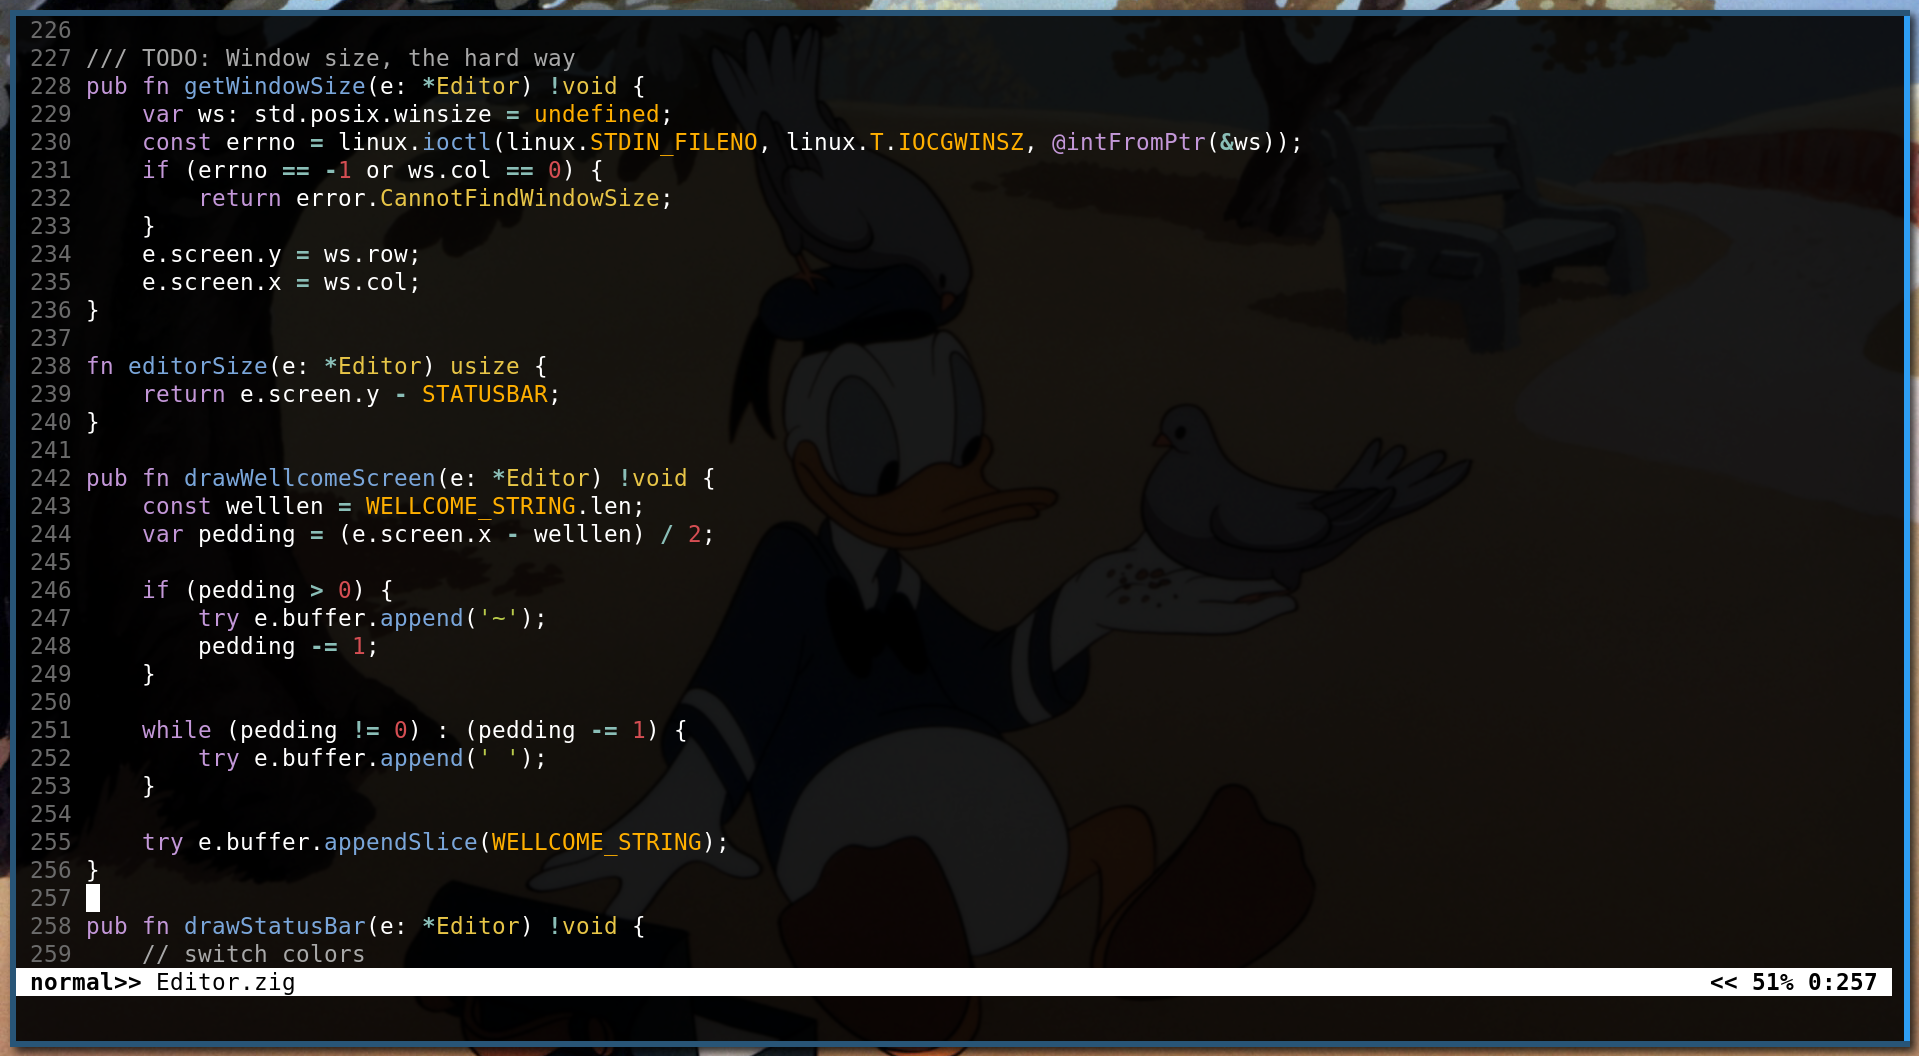 226
227 /// TODO: Window size, the hard way
228 pub fn getWindowSize(e: *Editor) !void {
229     var ws: std.posix.winsize = undefined;
230     const errno = linux.ioctl(linux.STDIN_FILENO, linux.T.IOCGWINSZ, @intFromPtr(&ws));
231     if (errno == -1 or ws.col == 0) {
232         return error.CannotFindWindowSize;
233     }
234     e.screen.y = ws.row;
235     e.screen.x = ws.col;
236 }
237
238 fn editorSize(e: *Editor) usize {
239     return e.screen.y - STATUSBAR;
240 }
241
242 pub fn drawWellcomeScreen(e: *Editor) !void {
243     const welllen = WELLCOME_STRING.len;
244     var pedding = (e.screen.x - welllen) / 2;
245
246     if (pedding > 0) {
247         try e.buffer.append('~');
248         pedding -= 1;
249     }
250
251     while (pedding != 0) : (pedding -= 1) {
252         try e.buffer.append(' ');
253     }
254
255     try e.buffer.appendSlice(WELLCOME_STRING);
256 }
257
258 pub fn drawStatusBar(e: *Editor) !void {
259     // switch colors
normal>> Editor.zig << 51% 0:257